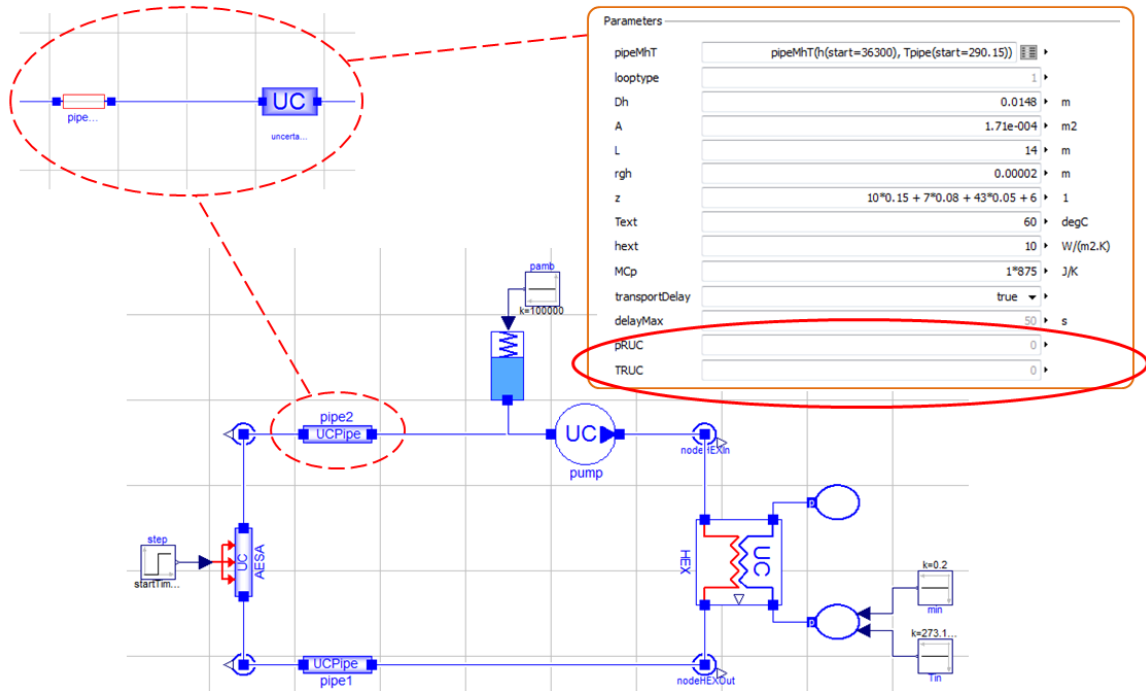 Parameters
pipeMhT pipeMhT(h(start=36300), Tpipe(start=290.15))
looptype 1
Dh 0.0148 m
A 1.71e-004 m2
L 14 m
rgh 0.00002 m
z 10*0.15 + 7*0.08 + 43*0.05 + 6 1
Text 60 degC
hext 10 W/(m2.K)
MCp 1*875 J/K
transportDelay true
delayMax 50 s
pRUC 0
TRUC 0
UC
pipe...
uncerta...
pamb
k=100000
pipe2
UCPipe
UC
pump
nodeHEXIn
step
startTim...
UC
AESA
HEX
UC
p
p
k=0.2
min
k=273.1...
Tin
UCPipe
pipe1
nodeHEXOut